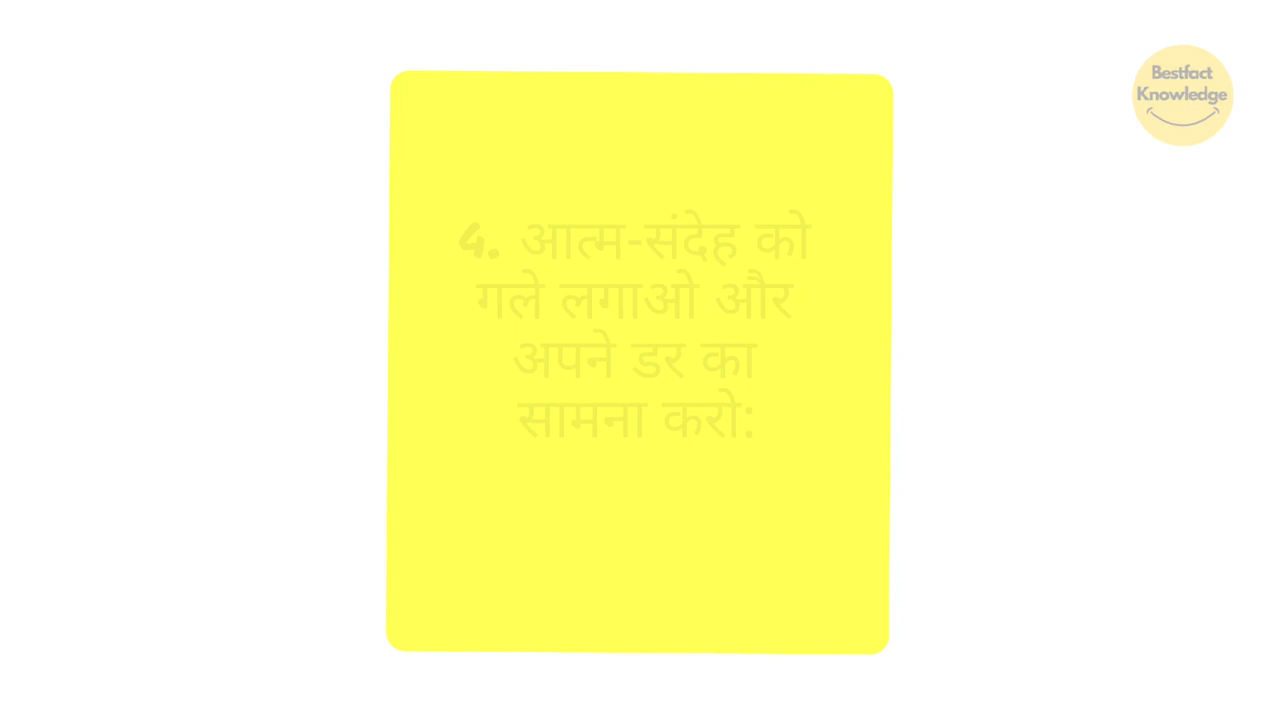 Bestfact
Knowledge
4. आत्म-संदेह को
गले लगाओ और
अपने डर का
सामना करो: